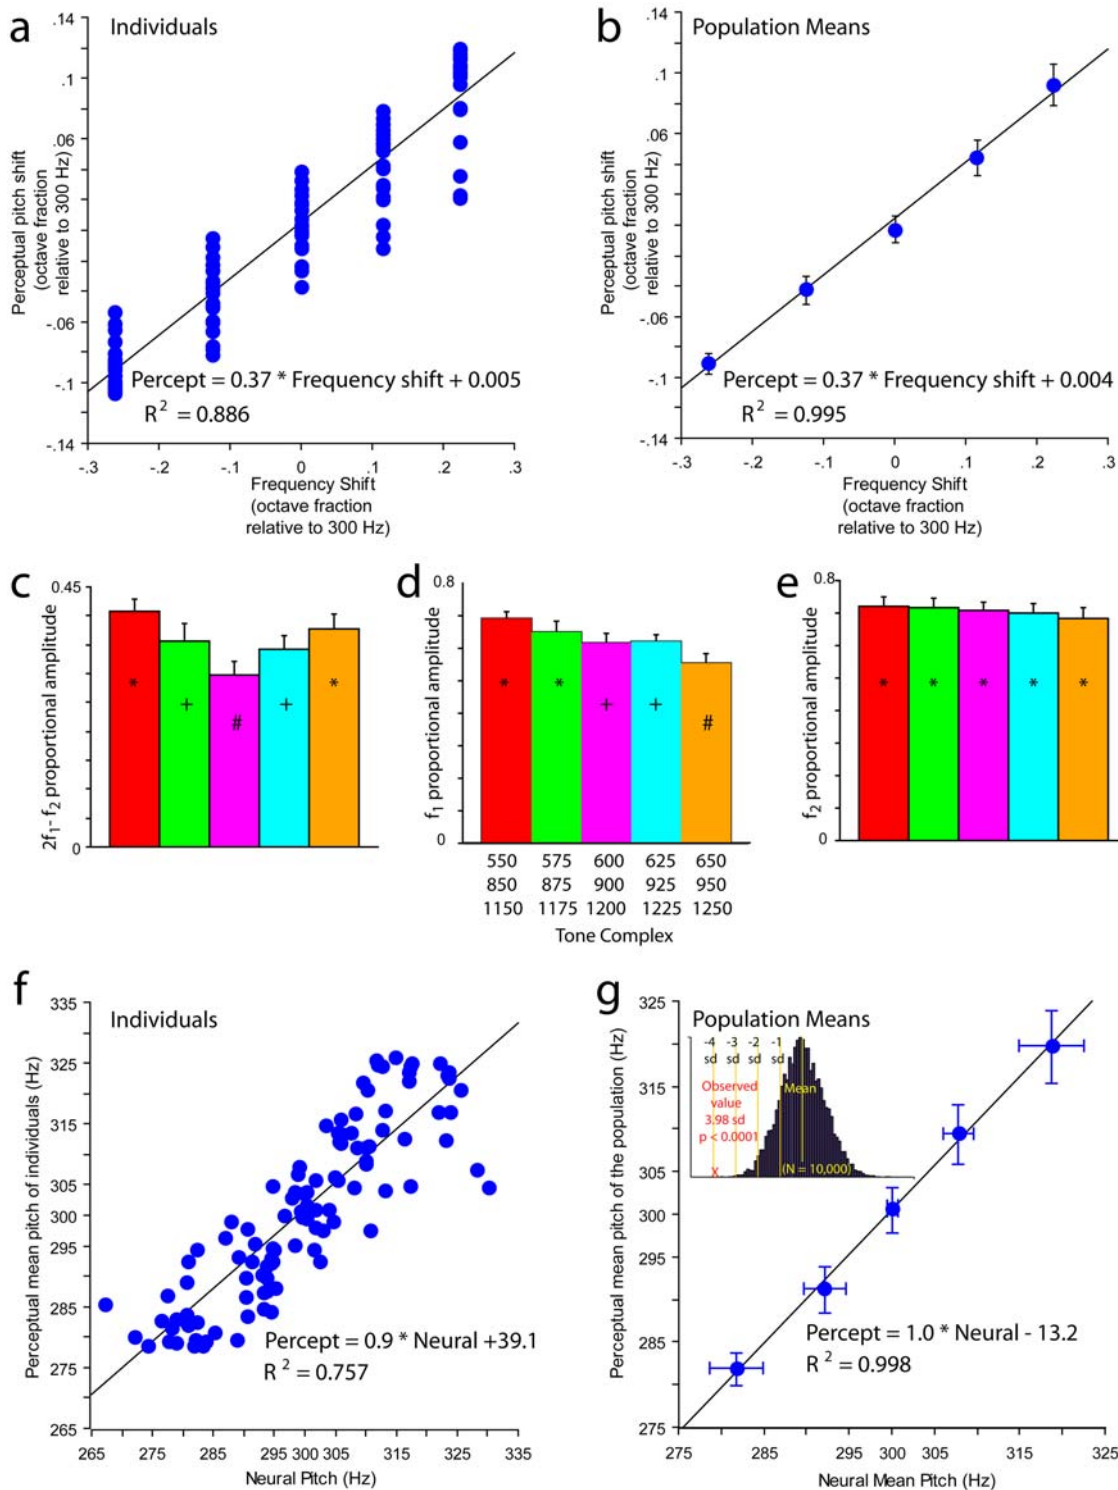 a
Individuals
Perceptual pitch shift
(octave fraction
relative to 300 Hz)
.14
.1
.06
-.06
-.1
-.14
Percept = 0.37 * Frequency shift + 0.005
R² = 0.886
-.3 -.2 -.1 0 .1 .2 .3
Frequency Shift
(octave fraction
relative to 300 Hz)
b
Population Means
Perceptual pitch shift
(octave fraction
relative to 300 Hz)
.14
.1
.06
-.06
-.1
-.14
Percept = 0.37 * Frequency shift + 0.004
R² = 0.995
-.3 -.2 -.1 0 .1 .2 .3
Frequency Shift
(octave fraction
relative to 300 Hz)
c
2f₁- f₂ proportional amplitude
0.45
0
* + # + *
d
f₁ proportional amplitude
0.8
0
* * + + #
550 575 600 625 650
850 875 900 925 950
1150 1175 1200 1225 1250
Tone Complex
e
f₂ proportional amplitude
0.8
0
* * * * *
f
Individuals
Perceptual mean pitch of individuals (Hz)
335
325
315
305
300
295
285
275
265
Percept = 0.9 * Neural +39.1
R² = 0.757
265 275 285 295 300 305 315 325 335
Neural Pitch (Hz)
g
Population Means
Perceptual mean pitch of the population (Hz)
325
315
305
300
295
285
275
-4 -3 -2 -1
sd sd sd sd
Observed
value
3.98 sd
p < 0.0001
X
Mean
(N = 10,000)
Percept = 1.0 * Neural - 13.2
R² = 0.998
275 285 295 300 305 315 325
Neural Mean Pitch (Hz)